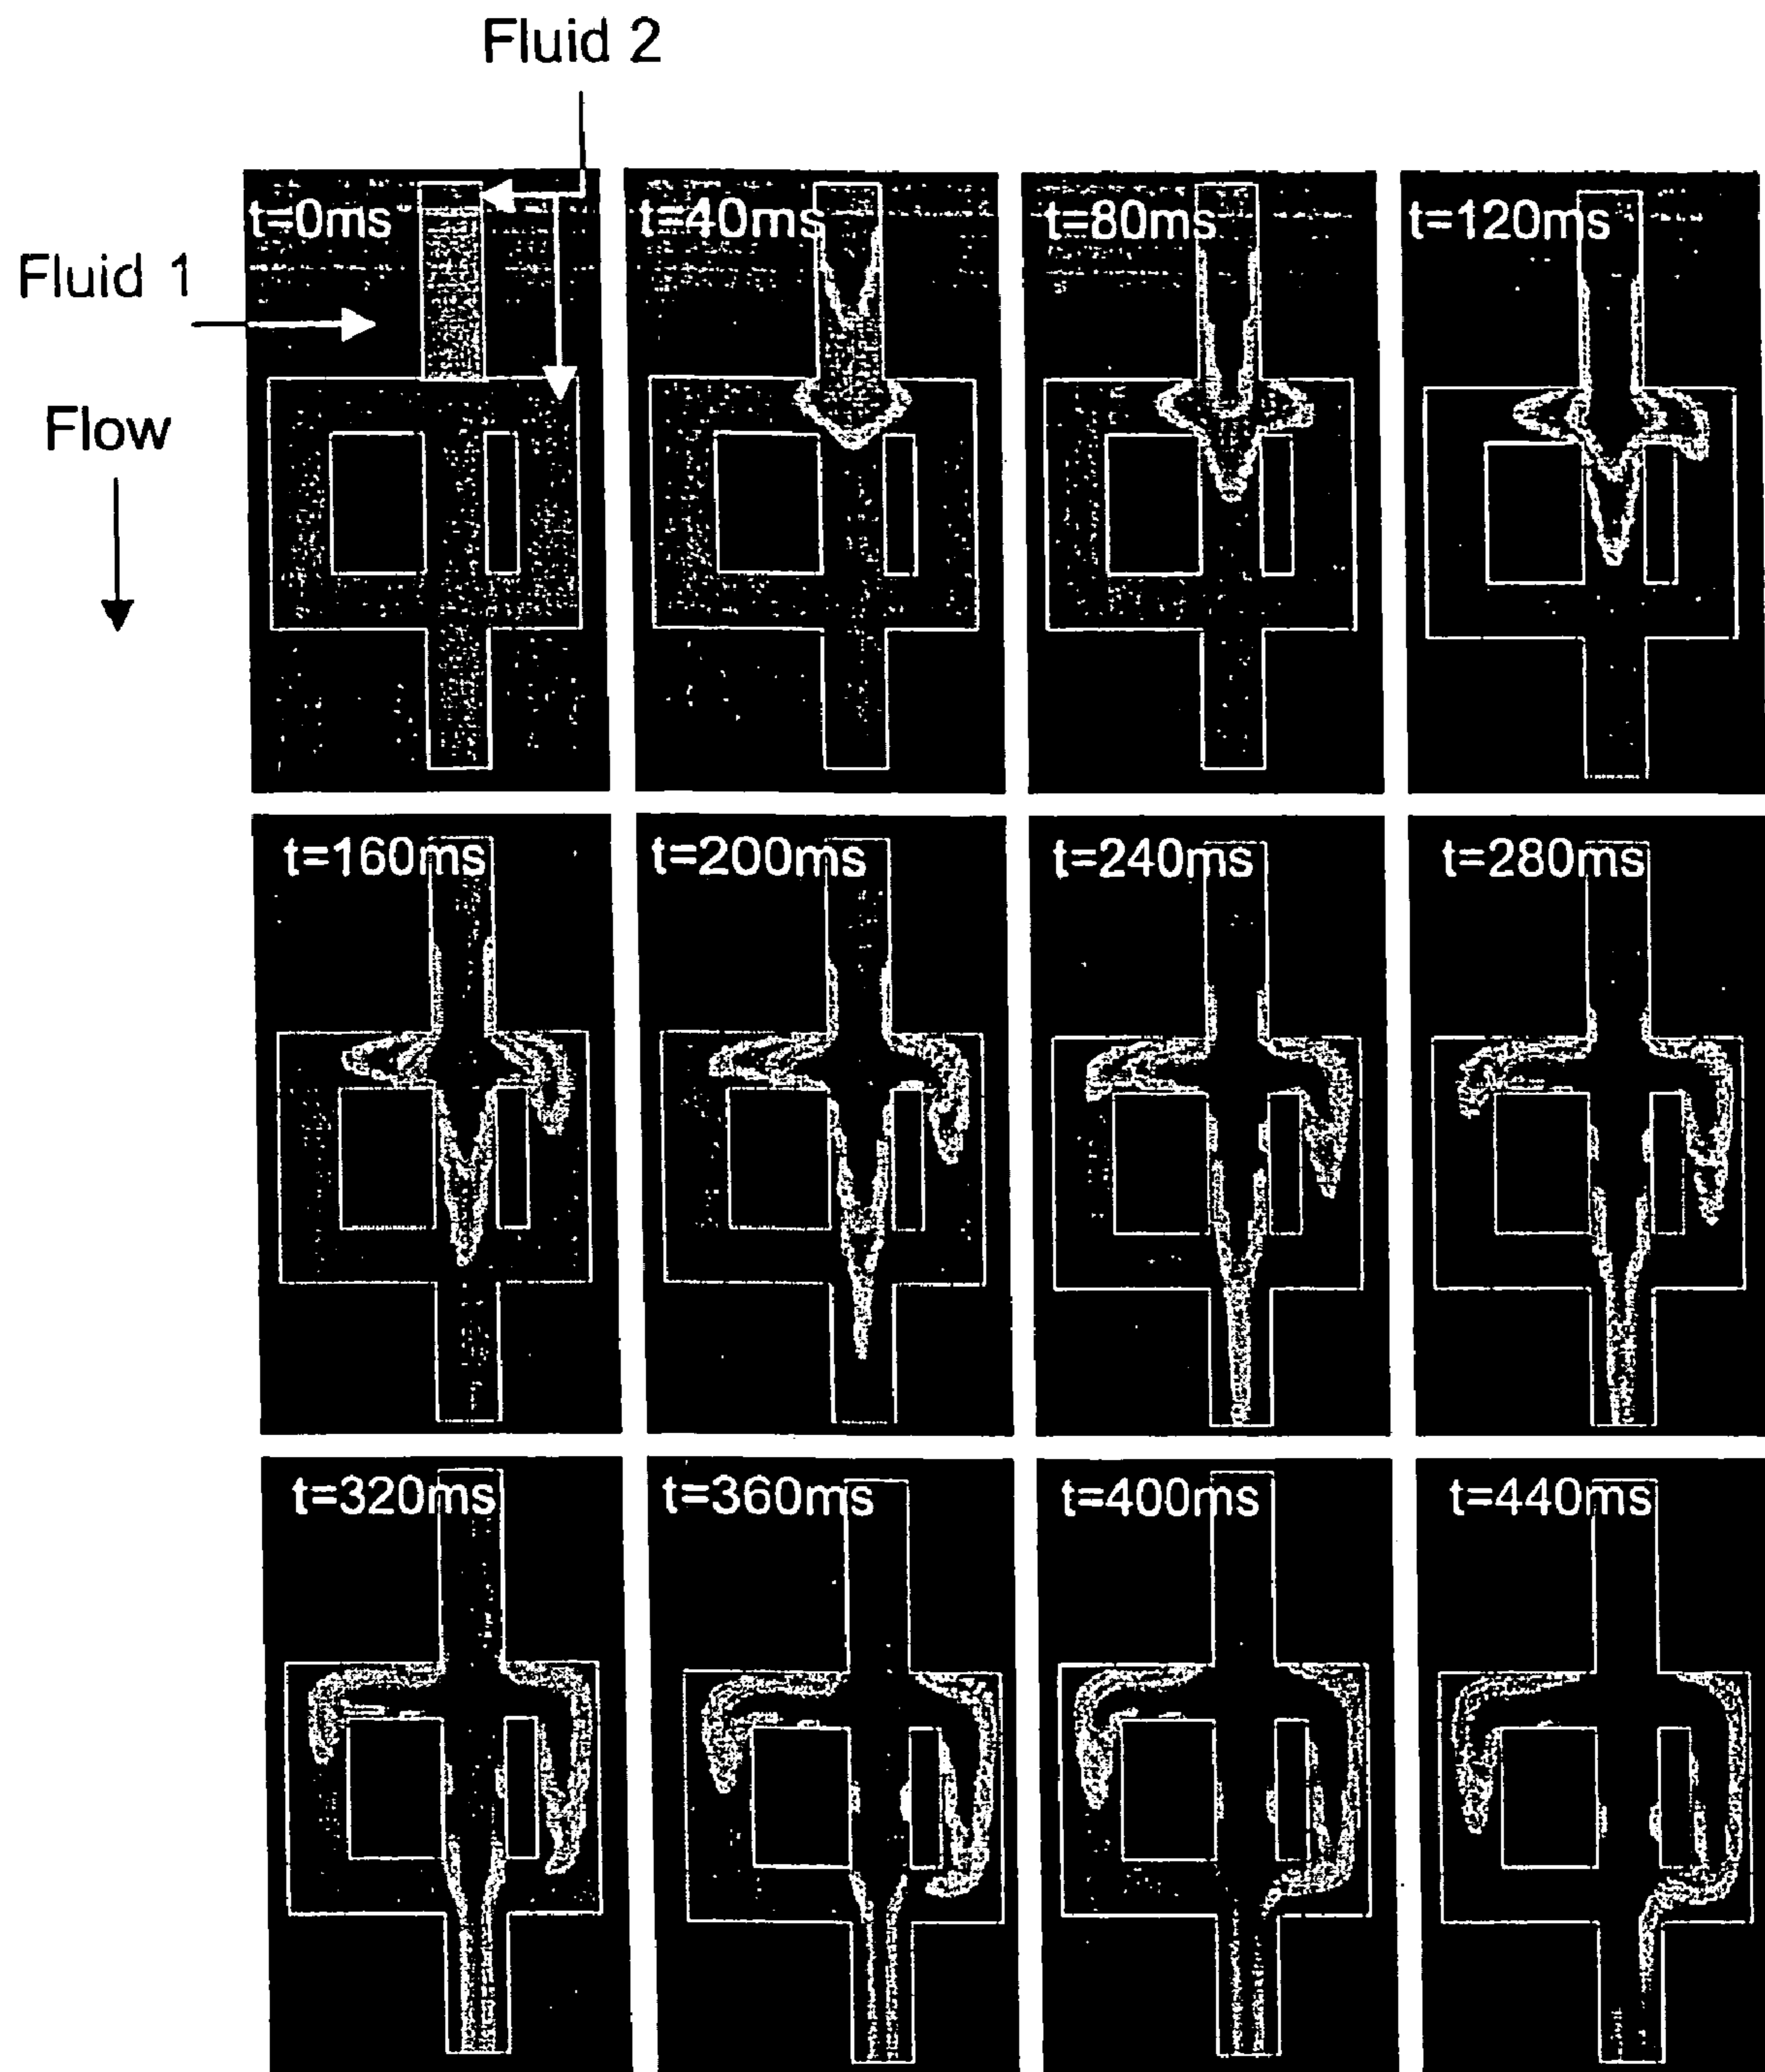 Fluid 2
t=0ms
t=40ms
t=80ms
t=120ms
Fluid 1
Flow
t=160ms
t=200ms
t=240ms
t=280ms
t=320ms
t=360ms
t=400ms
t=440ms